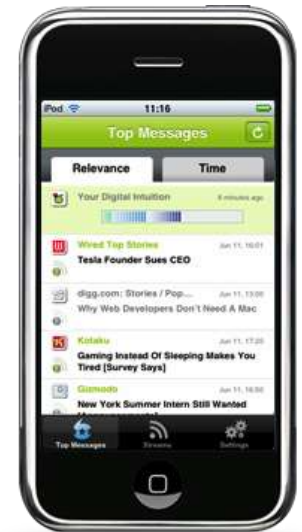 iPod 11:16
Top Messages
Relevance Time
Your Digital Intuition 6 minutes ago
Wired Top Stories Jun 11, 16:01
Tesla Founder Sues CEO
digg.com: Stories / Pop... Jun 11, 13:00
Why Web Developers Don't Need A Mac
Kotaku Jun 11, 17:20
Gaming Instead Of Sleeping Makes You
Tired [Survey Says]
Gizmodo Jun 11, 16:50
New York Summer Intern Still Wanted
[Announcements]
Top Messages Streams Settings